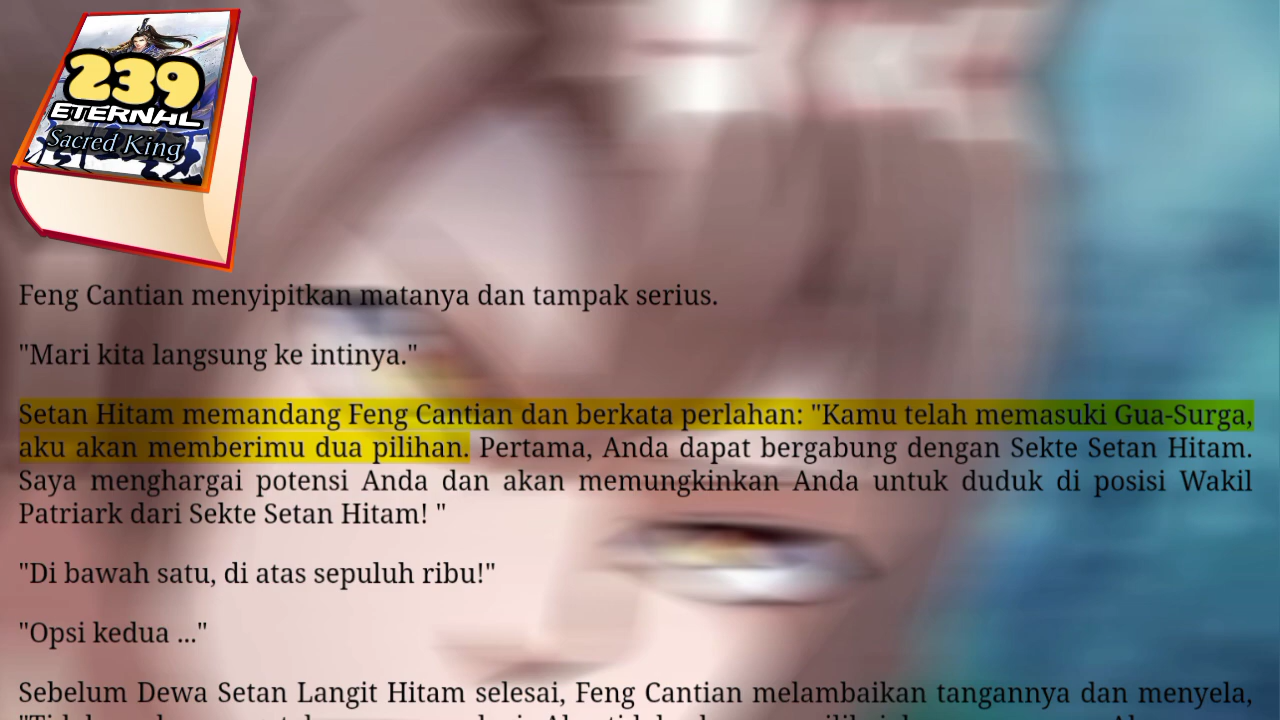 239
ETERNAL
Sacred King
Feng Cantian menyipitkan matanya dan tampak serius.
"Mari kita langsung ke intinya."
Setan Hitam memandang Feng Cantian dan berkata perlahan: "Kamu telah memasuki Gua-Surga,
aku akan memberimu dua pilihan. Pertama, Anda dapat bergabung dengan Sekte Setan Hitam.
Saya menghargai potensi Anda dan akan memungkinkan Anda untuk duduk di posisi Wakil
Patriark dari Sekte Setan Hitam! "
"Di bawah satu, di atas sepuluh ribu!"
"Opsi kedua ..."
Sebelum Dewa Setan Langit Hitam selesai, Feng Cantian melambaikan tangannya dan menyela,